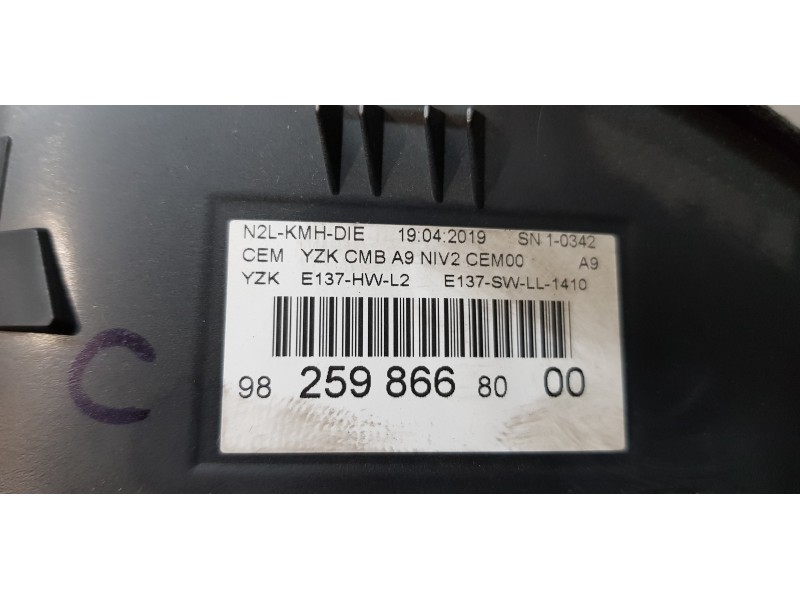 N2L-KMH-DIE 19:04:2019 SN 1-0342
CEM YZK CMB A9 NIV2 CEM00 A9
YZK E137-HW-L2 E137-SW-LL-1410
98 259 866 80 00
C